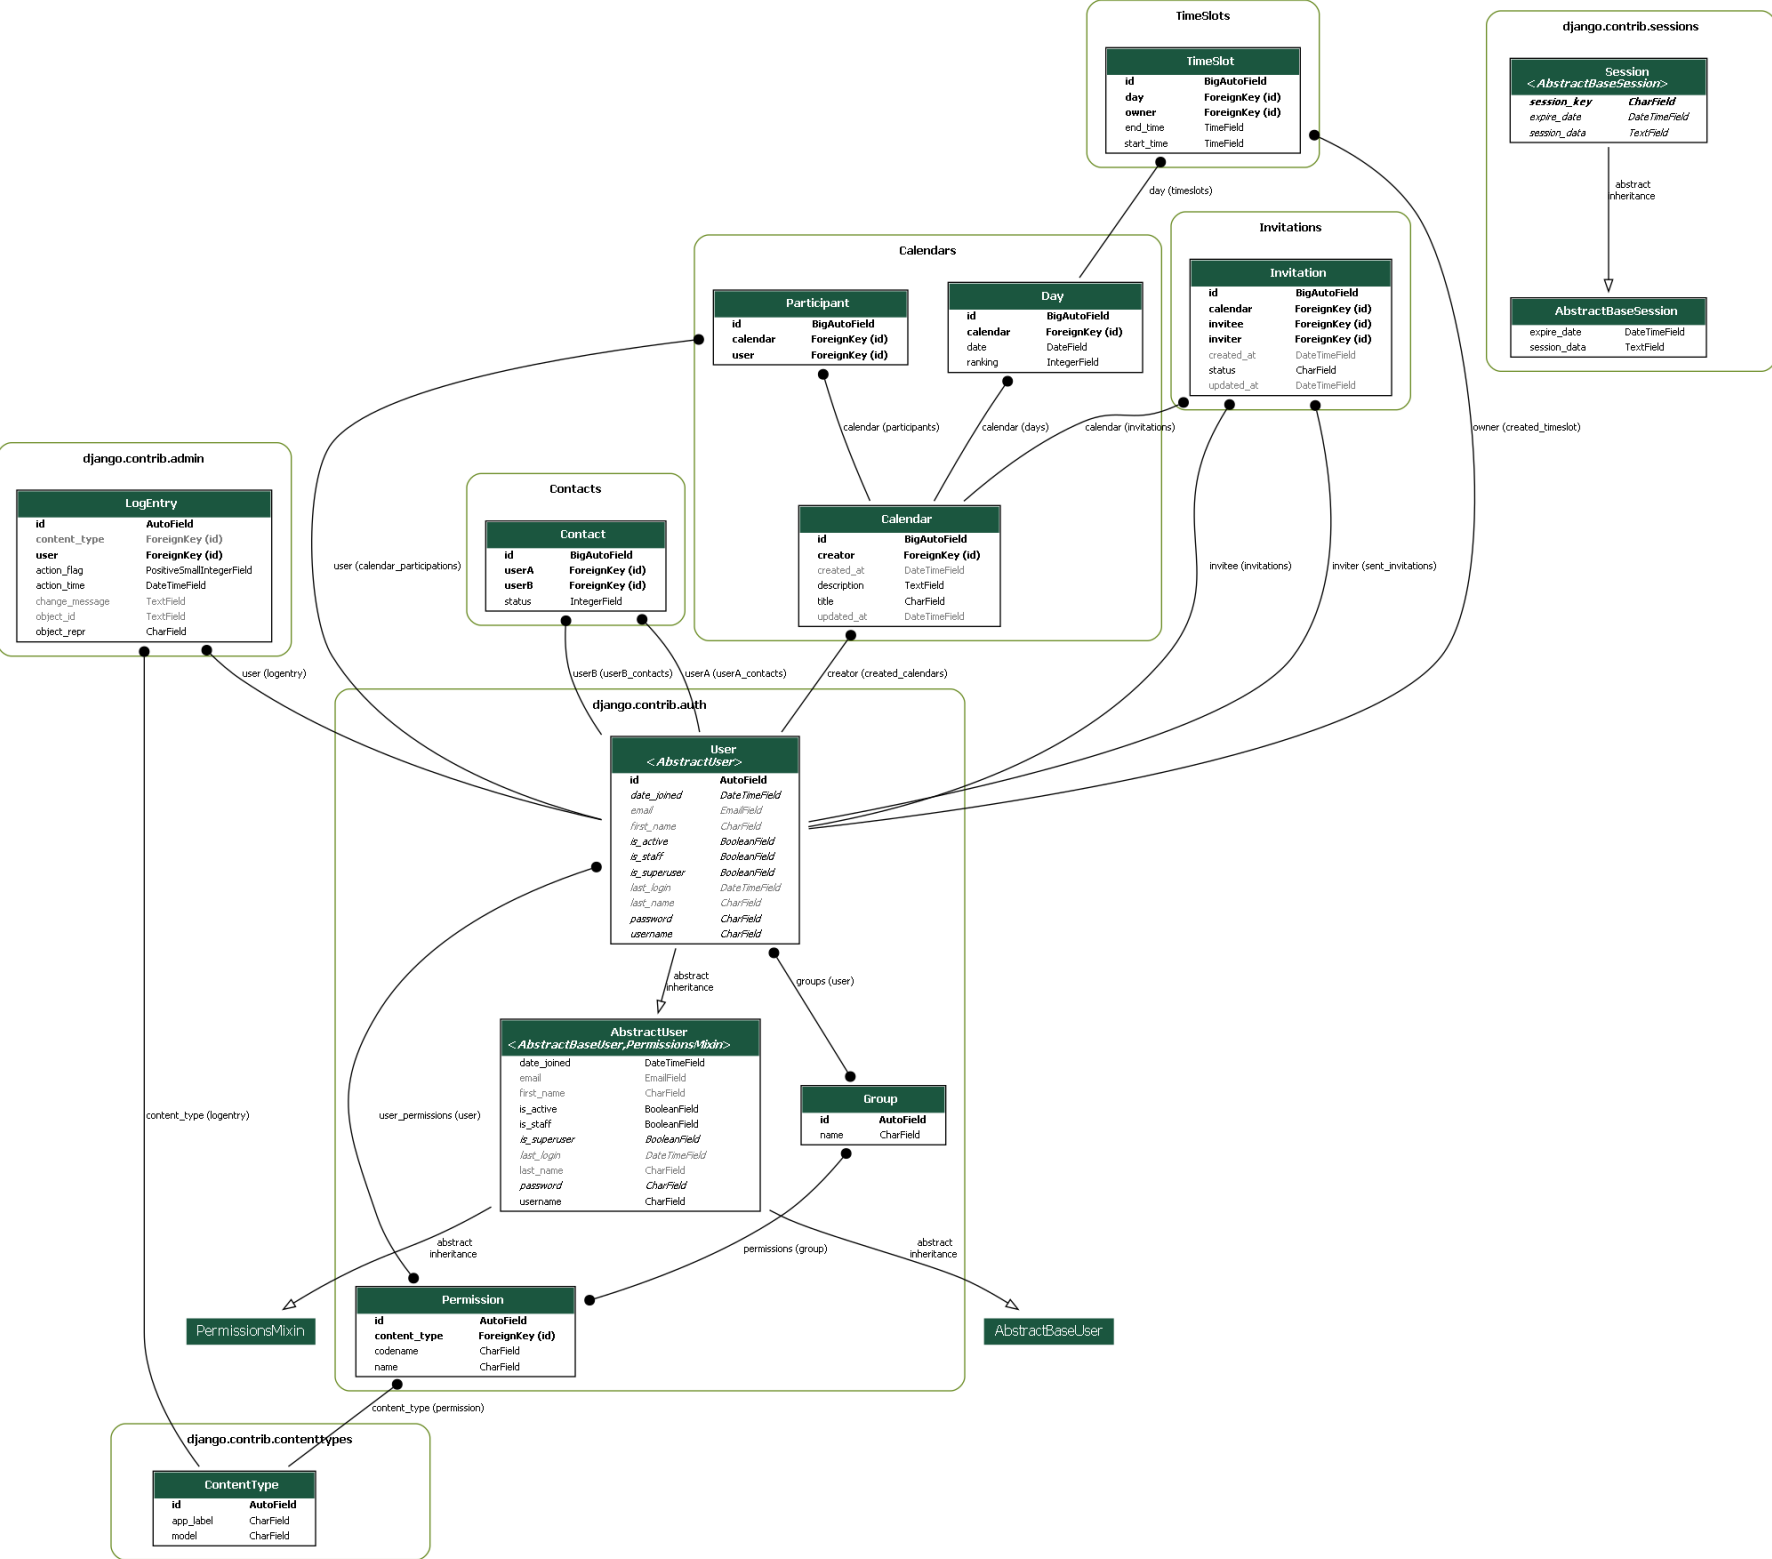 TimeSlots
TimeSlot
id BigAutoField
day ForeignKey (id)
owner ForeignKey (id)
end_time TimeField
start_time TimeField
django.contrib.sessions
Session
<AbstractBaseSession>
session_key CharField
expire_date DateTimeField
session_data TextField
abstract
inheritance
AbstractBaseSession
expire_date DateTimeField
session_data TextField
day (timeslots)
Invitations
Invitation
id BigAutoField
calendar ForeignKey (id)
invitee ForeignKey (id)
inviter ForeignKey (id)
created_at DateTimeField
status CharField
updated_at DateTimeField
Calendars
Participant
id BigAutoField
calendar ForeignKey (id)
user ForeignKey (id)
Day
id BigAutoField
calendar ForeignKey (id)
date DateField
ranking IntegerField
calendar (participants)
calendar (days)
calendar (invitations)
owner (created_timeslot)
Calendar
id BigAutoField
creator ForeignKey (id)
created_at DateTimeField
description TextField
title CharField
updated_at DateTimeField
django.contrib.admin
LogEntry
id AutoField
content_type ForeignKey (id)
user ForeignKey (id)
action_flag PositiveSmallIntegerField
action_time DateTimeField
change_message TextField
object_id TextField
object_repr CharField
Contacts
Contact
id BigAutoField
userA ForeignKey (id)
userB ForeignKey (id)
status IntegerField
user (calendar_participations)
invitee (invitations)
inviter (sent_invitations)
user (logentry)
userB (userB_contacts)
userA (userA_contacts)
creator (created_calendars)
django.contrib.auth
User
<AbstractUser>
id AutoField
date_joined DateTimeField
email EmailField
first_name CharField
is_active BooleanField
is_staff BooleanField
is_superuser BooleanField
last_login DateTimeField
last_name CharField
password CharField
username CharField
abstract
inheritance
groups (user)
AbstractUser
<AbstractBaseUser,PermissionsMixin>
date_joined DateTimeField
email EmailField
first_name CharField
is_active BooleanField
is_staff BooleanField
is_superuser BooleanField
last_login DateTimeField
last_name CharField
password CharField
username CharField
Group
id AutoField
name CharField
content_type (logentry)
user_permissions (user)
abstract
inheritance
permissions (group)
abstract
inheritance
PermissionsMixin
Permission
id AutoField
content_type ForeignKey (id)
codename CharField
name CharField
AbstractBaseUser
content_type (permission)
django.contrib.contenttypes
ContentType
id AutoField
app_label CharField
model CharField